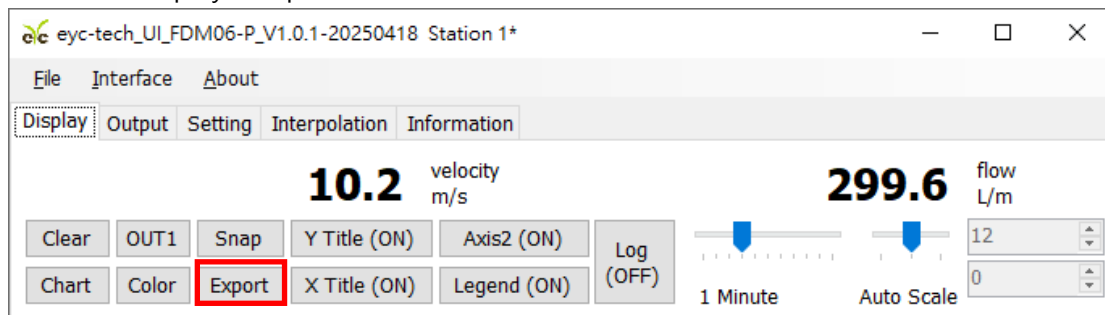 eyc-tech_UI_FDM06-P_V1.0.1-20250418 Station 1*
File Interface About
Display Output Setting Interpolation Information
10.2 velocity m/s 299.6 flow L/m
Clear OUT1 Snap Y Title (ON) Axis2 (ON) Log (OFF) 12
Chart Color Export X Title (ON) Legend (ON) 1 Minute Auto Scale 0